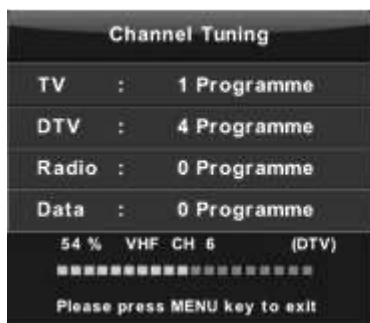 Channel Tuning
TV : 1 Programme
DTV : 4 Programme
Radio : 0 Programme
Data : 0 Programme
54 % VHF CH 6 (DTV)
Please press MENU key to exit